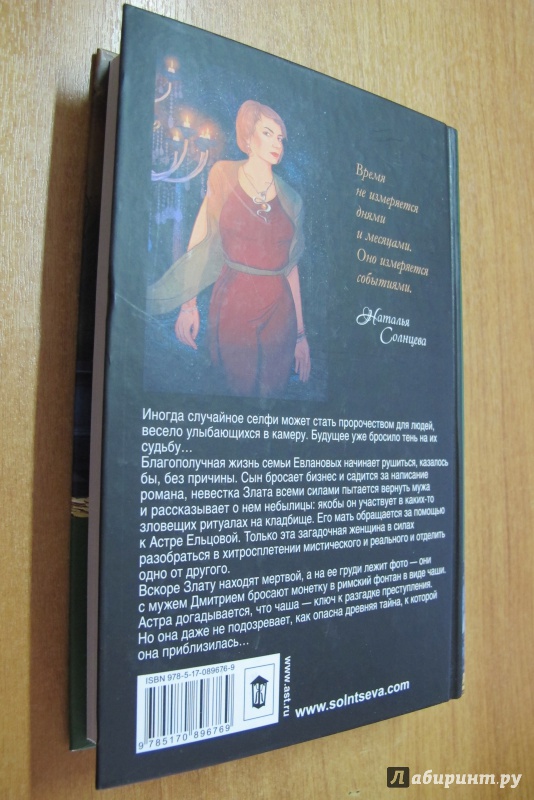 Время
не измеряется
днями
и месяцами.
Оно измеряется
событиями.
Наталья
Солнцева
Иногда случайное селфи может стать пророчеством для людей,
весело улыбающихся в камеру. Будущее уже бросило тень на их
судьбу...
Благополучная жизнь семьи Евлановых начинает рушиться, казалось
бы, без причины. Сын бросает бизнес и садится за написание
романа, невестка Злата всеми силами пытается вернуть мужа
и рассказывает о нем небылицы: якобы он участвует в каких-то
зловещих ритуалах на кладбище. Его мать обращается за помощью
к Астре Ельцовой. Только эта загадочная женщина в силах
разобраться в хитросплетении мистического и реального и отделить
одно от другого.
Вскоре Злату находят мертвой, а на ее груди лежит фото — они
с мужем Дмитрием бросают монетку в римский фонтан в виде чаши.
Астра догадывается, что чаша — ключ к разгадке преступления.
Но она даже не подозревает, как опасна древняя тайна, к которой
она приблизилась...
ISBN 978-5-17-089676-9
9 785170 896769
www.ast.ru
www.solntseva.com
Лабиринт.ру